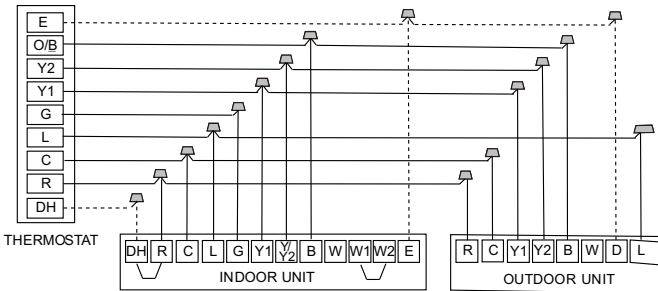 E
O/B
Y2
Y1
G
L
C
R
DH
THERMOSTAT
DH R C L G Y1 Y/Y2 B W W1 W2 E
INDOOR UNIT
R C Y1 Y2 B W D L
OUTDOOR UNIT